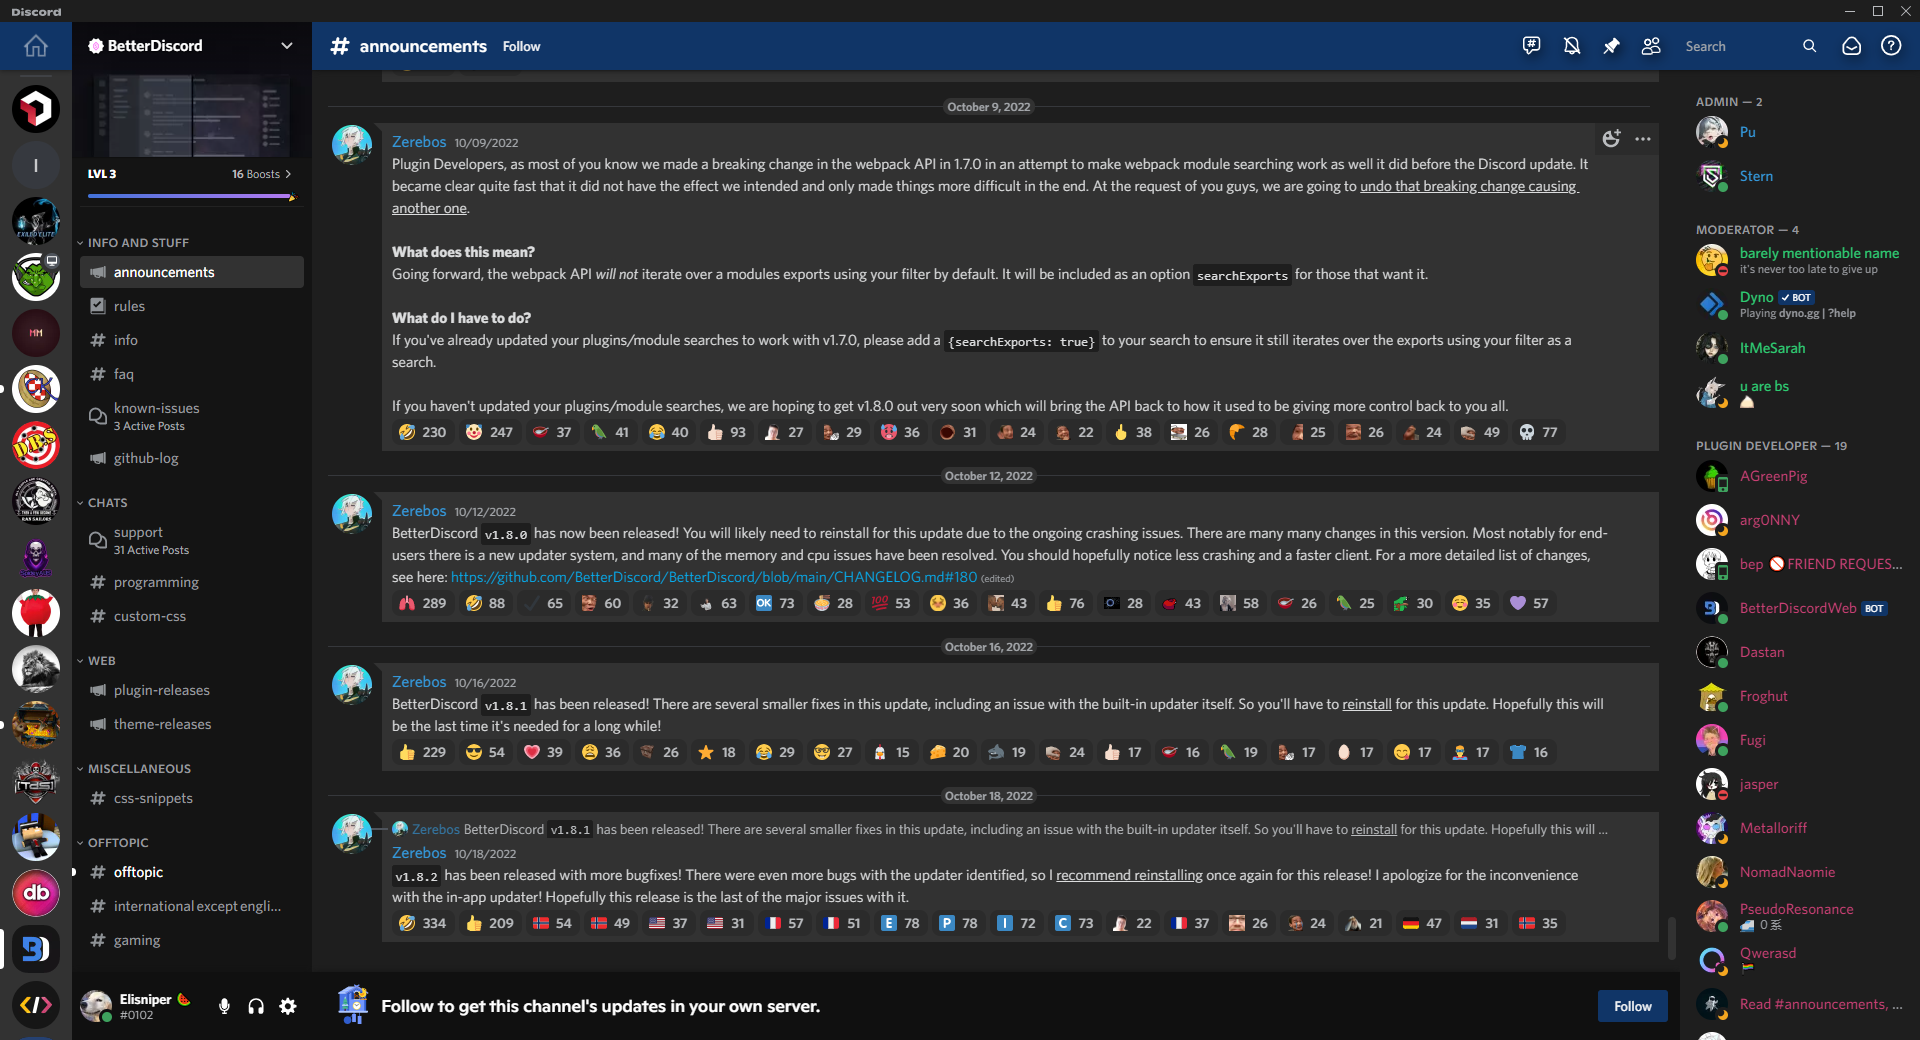 Discord
BetterDiscord
announcements
Follow
Search
LVL 3
16 Boosts
INFO AND STUFF
announcements
rules
info
faq
known-issues
3 Active Posts
github-log
CHATS
support
31 Active Posts
programming
custom-css
WEB
plugin-releases
theme-releases
MISCELLANEOUS
css-snippets
OFFTOPIC
offtopic
international except engli...
gaming
Elisniper
#0102
I
EXILED ELITE
MM
DBS
[TdS]
db
October 9, 2022
Zerebos 10/09/2022
Plugin Developers, as most of you know we made a breaking change in the webpack API in 1.7.0 in an attempt to make webpack module searching work as well it did before the Discord update. It
became clear quite fast that it did not have the effect we intended and only made things more difficult in the end. At the request of you guys, we are going to undo that breaking change causing
another one.
What does this mean?
Going forward, the webpack API will not iterate over a modules exports using your filter by default. It will be included as an option searchExports for those that want it.
What do I have to do?
If you've already updated your plugins/module searches to work with v1.7.0, please add a {searchExports: true} to your search to ensure it still iterates over the exports using your filter as a
search.
If you haven't updated your plugins/module searches, we are hoping to get v1.8.0 out very soon which will bring the API back to how it used to be giving more control back to you all.
230 247 37 41 40 93 27 29 36 31 24 22 38 26 28 25 26 24 49 77
October 12, 2022
Zerebos 10/12/2022
BetterDiscord v1.8.0 has now been released! You will likely need to reinstall for this update due to the ongoing crashing issues. There are many many changes in this version. Most notably for end-
users there is a new updater system, and many of the memory and cpu issues have been resolved. You should hopefully notice less crashing and a faster client. For a more detailed list of changes,
see here: https://github.com/BetterDiscord/BetterDiscord/blob/main/CHANGELOG.md#180 (edited)
289 88 65 60 32 63 OK 73 28 100 53 36 43 76 28 43 58 26 25 30 35 57
October 16, 2022
Zerebos 10/16/2022
BetterDiscord v1.8.1 has been released! There are several smaller fixes in this update, including an issue with the built-in updater itself. So you'll have to reinstall for this update. Hopefully this will
be the last time it's needed for a long while!
229 54 39 36 26 18 29 27 15 20 19 24 17 16 19 17 17 17 17 16
October 18, 2022
Zerebos BetterDiscord v1.8.1 has been released! There are several smaller fixes in this update, including an issue with the built-in updater itself. So you'll have to reinstall for this update. Hopefully this will ...
Zerebos 10/18/2022
v1.8.2 has been released with more bugfixes! There were even more bugs with the updater identified, so I recommend reinstalling once again for this release! I apologize for the inconvenience
with the in-app updater! Hopefully this release is the last of the major issues with it.
334 209 54 49 37 31 57 51 E 78 P 78 I 72 C 73 22 37 26 24 21 47 31 35
Follow to get this channel's updates in your own server.
Follow
ADMIN — 2
Pu
Stern
MODERATOR — 4
barely mentionable name
it's never too late to give up
Dyno BOT
Playing dyno.gg | ?help
ItMeSarah
u are bs
PLUGIN DEVELOPER — 19
AGreenPig
arg0NNY
bep FRIEND REQUES...
BetterDiscordWeb BOT
Dastan
Froghut
Fugi
jasper
Metalloriff
NomadNaomie
PseudoResonance
0系
Qwerasd
Read #announcements, ...